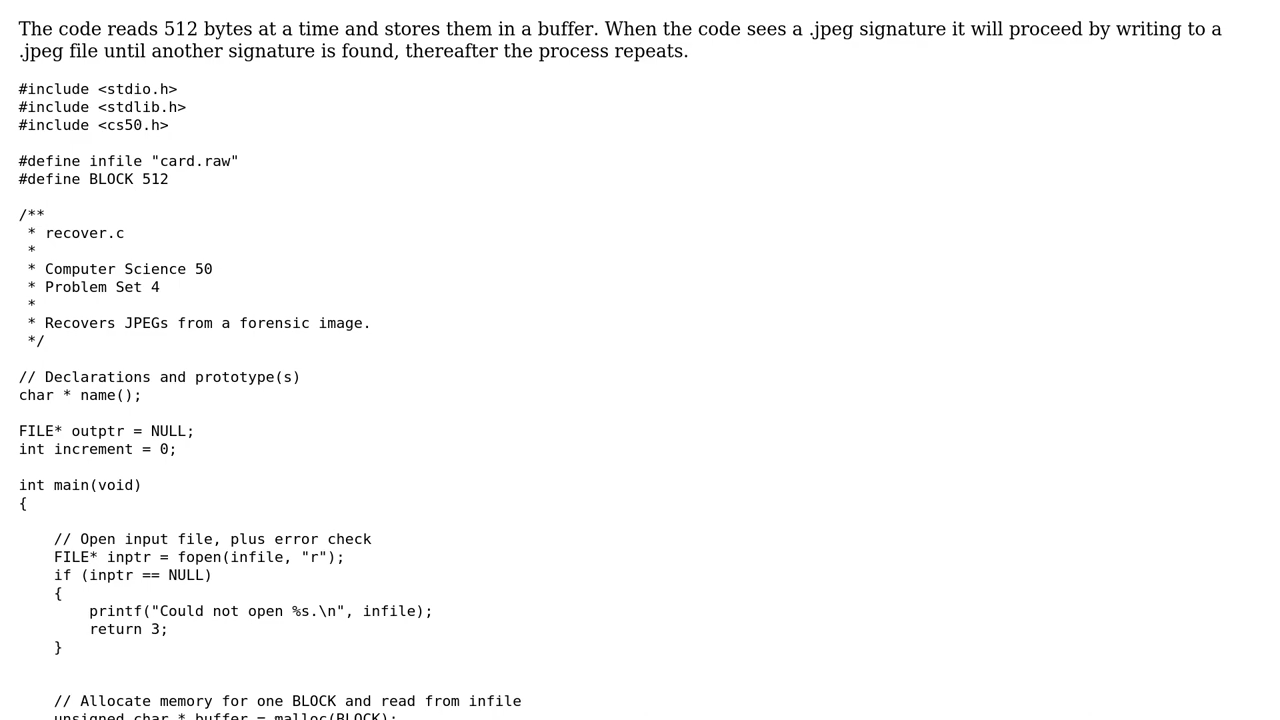 The code reads 512 bytes at a time and stores them in a buffer. When the code sees a .jpeg signature it will proceed by writing to a
.jpeg file until another signature is found, thereafter the process repeats.
#include <stdio.h>
#include <stdlib.h>
#include <cs50.h>
#define infile "card.raw"
#define BLOCK 512
/**
 * recover.c
 *
 * Computer Science 50
 * Problem Set 4
 *
 * Recovers JPEGs from a forensic image.
 */
// Declarations and prototype(s)
char * name();
FILE* outptr = NULL;
int increment = 0;
int main(void)
{
    // Open input file, plus error check
    FILE* inptr = fopen(infile, "r");
    if (inptr == NULL)
    {
        printf("Could not open %s.\n", infile);
        return 3;
    }
    // Allocate memory for one BLOCK and read from infile
    unsigned char * buffer = malloc(BLOCK);